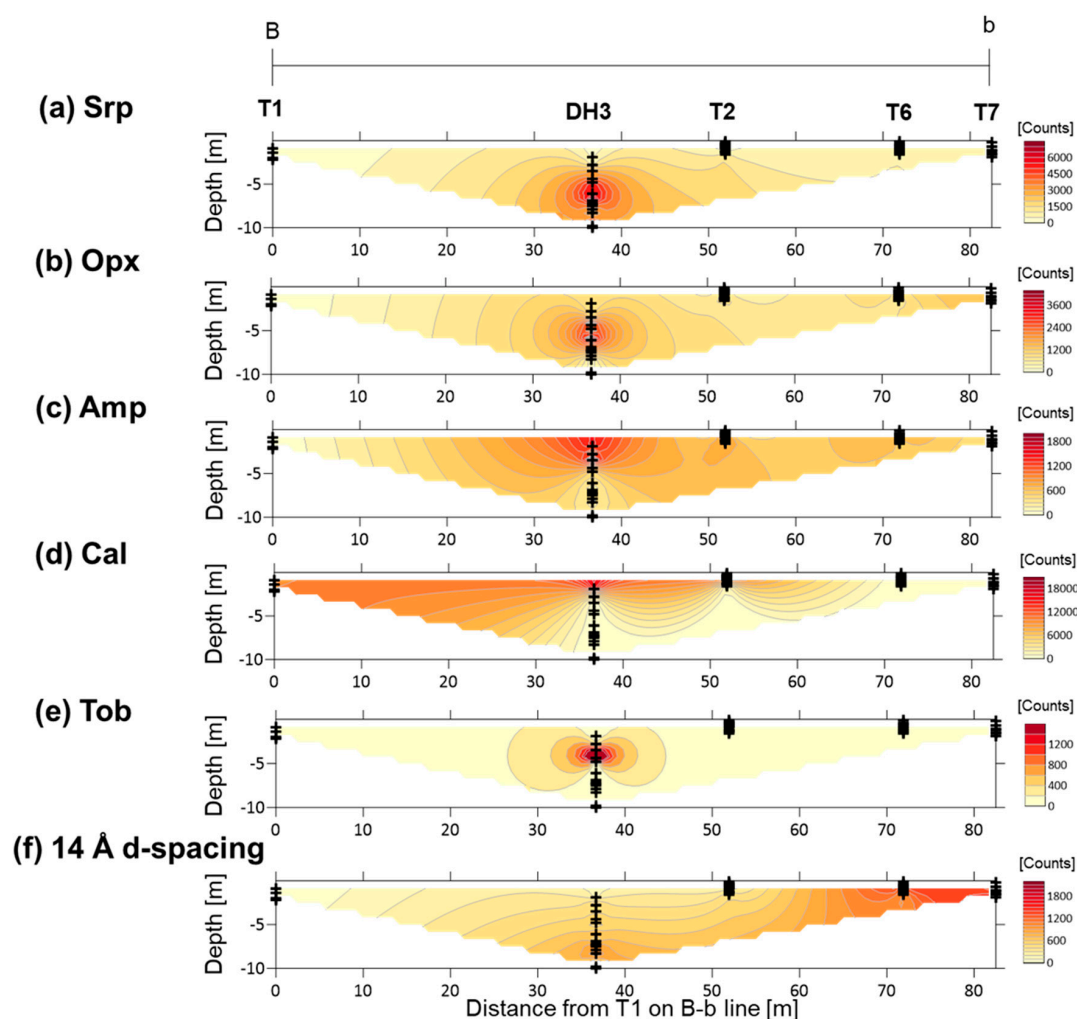 B b
(a) Srp
T1 DH3 T2 T6 T7
[Counts]
6000
4500
3000
1500
0
Depth [m]
-5
-10
0 10 20 30 40 50 60 70 80
(b) Opx
[Counts]
3600
2400
1200
0
Depth [m]
-5
-10
0 10 20 30 40 50 60 70 80
(c) Amp
[Counts]
1800
1200
600
0
Depth [m]
-5
-10
0 10 20 30 40 50 60 70 80
(d) Cal
[Counts]
18000
12000
6000
0
Depth [m]
-5
-10
0 10 20 30 40 50 60 70 80
(e) Tob
[Counts]
1200
800
400
0
Depth [m]
-5
-10
0 10 20 30 40 50 60 70 80
(f) 14 Å d-spacing
[Counts]
1800
1200
600
0
Depth [m]
-5
-10
0 10 20 30 40 50 60 70 80
Distance from T1 on B-b line [m]